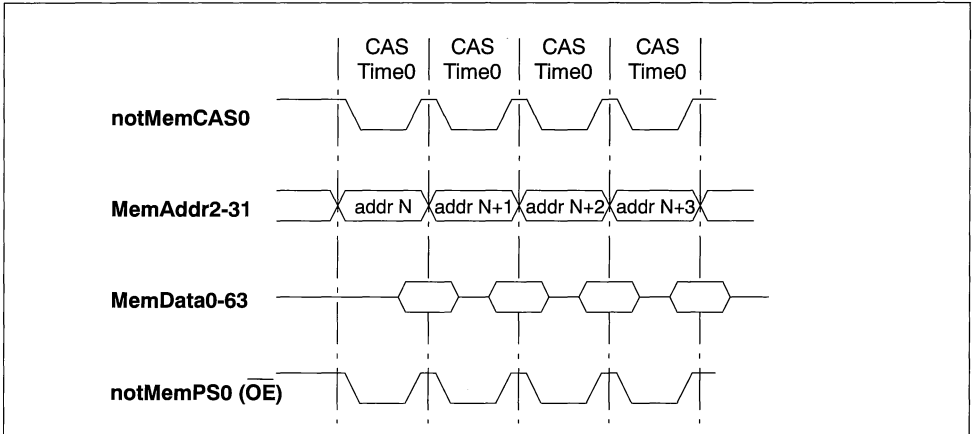 CAS CAS CAS CAS
Time0 Time0 Time0 Time0
notMemCAS0
MemAddr2-31 addr N addr N+1 addr N+2 addr N+3
MemData0-63
notMemPS0 (O̅E̅)